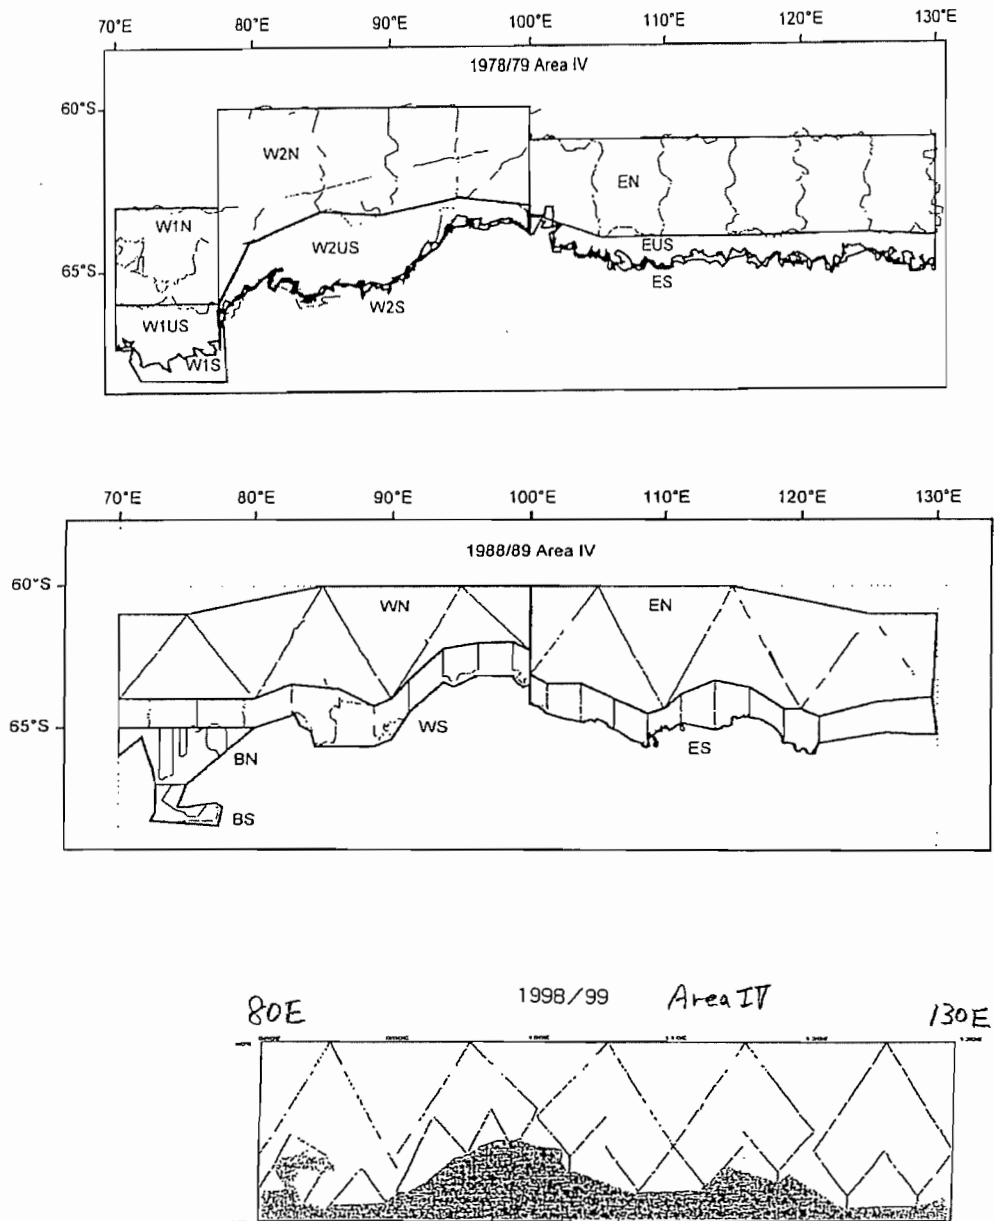 70°E 80°E 90°E 100°E 110°E 120°E 130°E
1978/79 Area IV
60°S
W2N
EN
W1N
W2US
EUS
65°S
ES
W2S
W1US
W1S
70°E 80°E 90°E 100°E 110°E 120°E 130°E
1988/89 Area IV
60°S
WN EN
65°S
WS ES
BN
BS
1998/99 Area IV
80E 130E